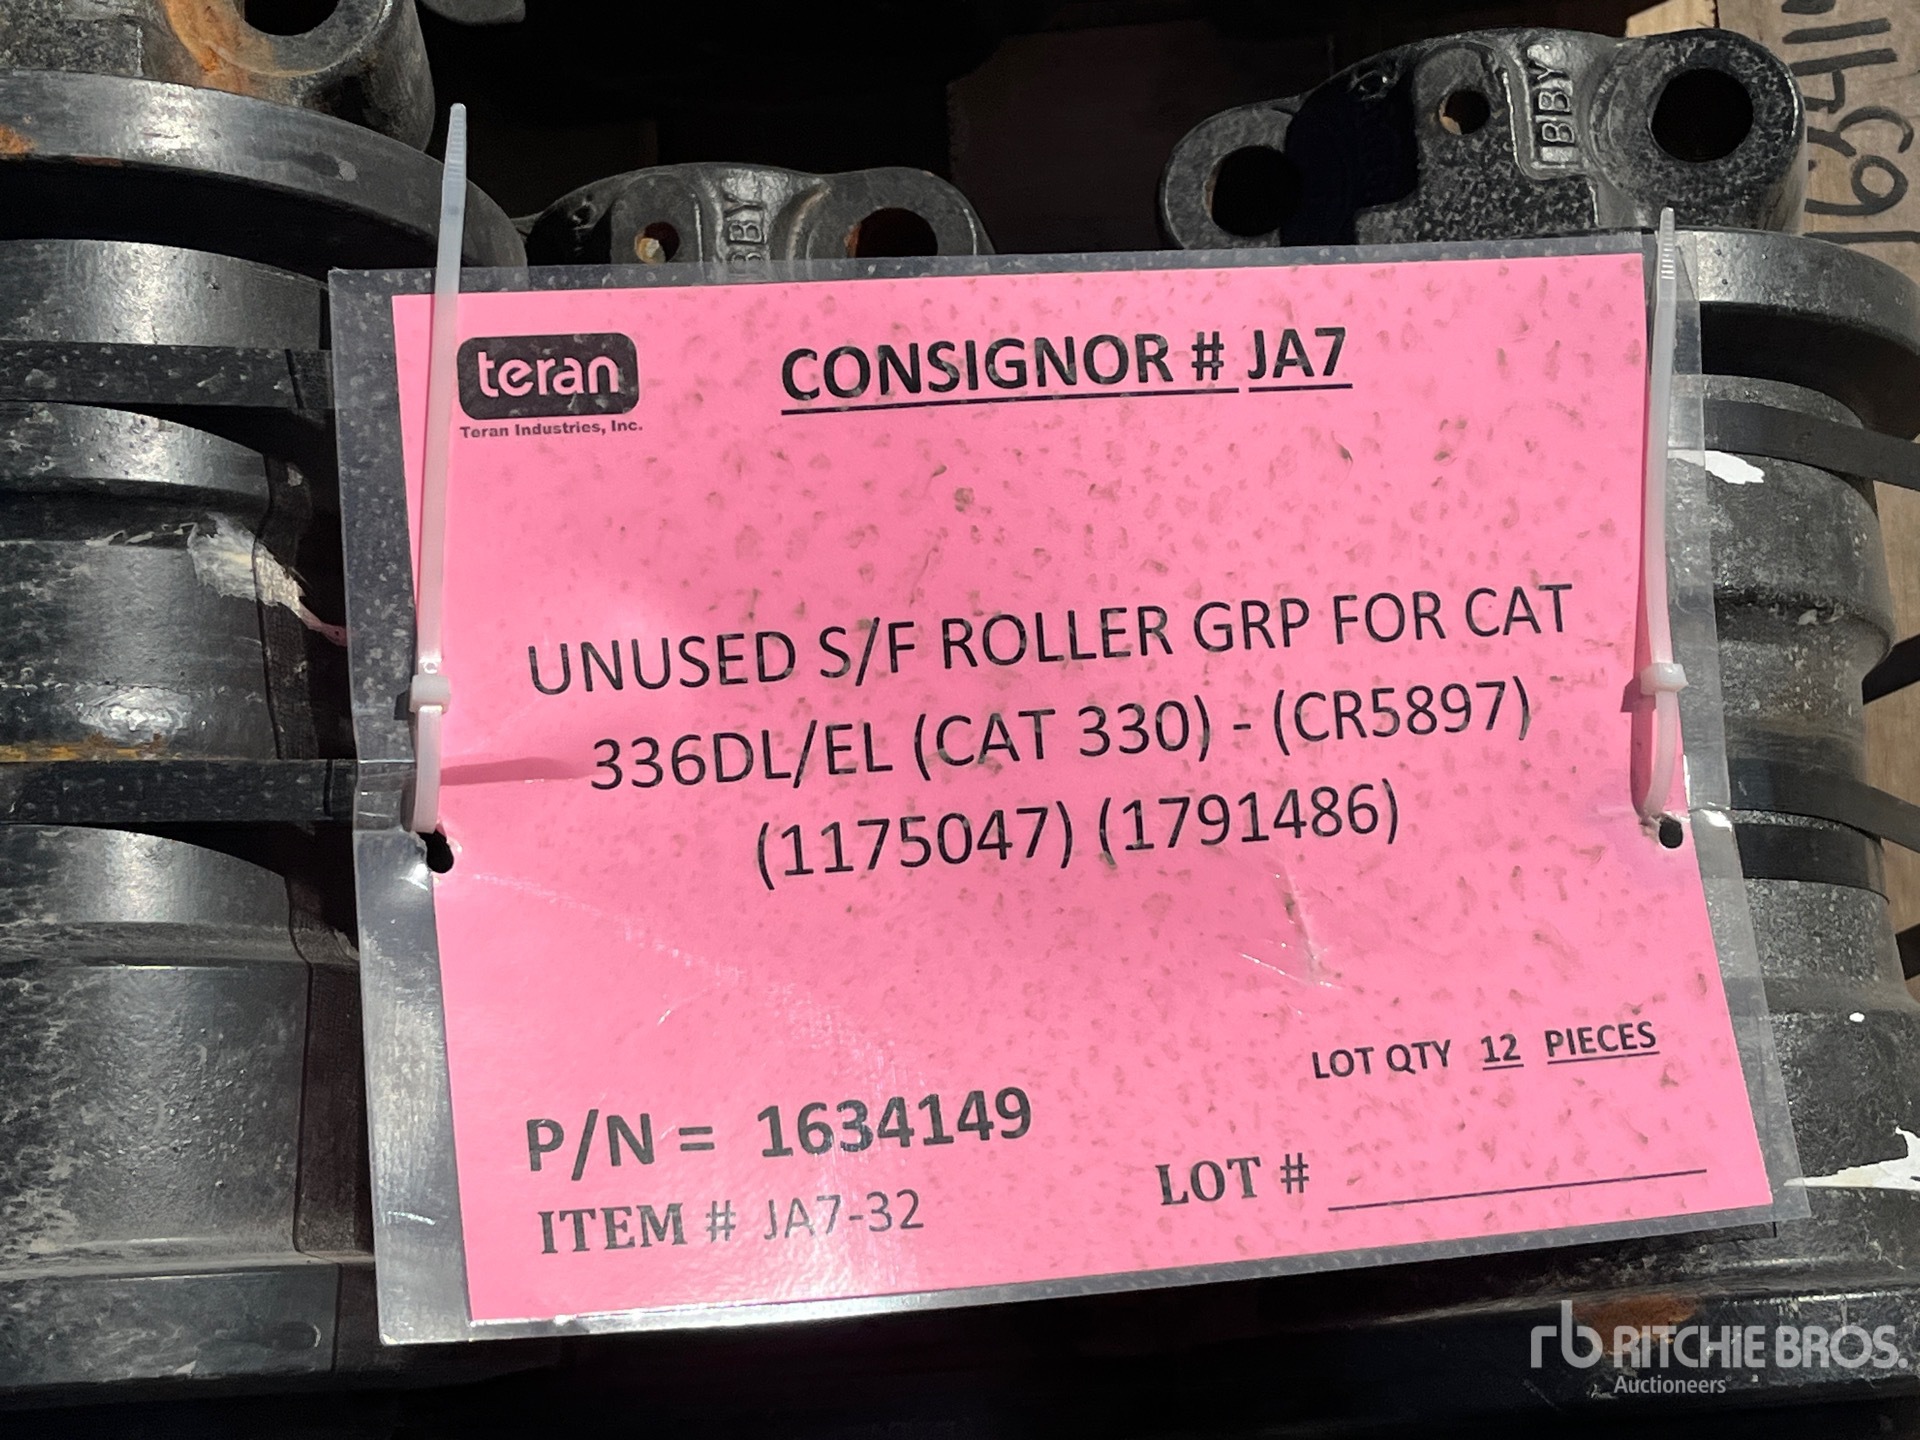 BBY
BBY
teran
Teran Industries, Inc.
CONSIGNOR # JA7
UNUSED S/F ROLLER GRP FOR CAT
336DL/EL (CAT 330) - (CR5897)
(1175047) (1791486)
LOT QTY 12 PIECES
P/N = 1634149
LOT #
ITEM # JA7-32
rb RITCHIE BROS.
Auctioneers